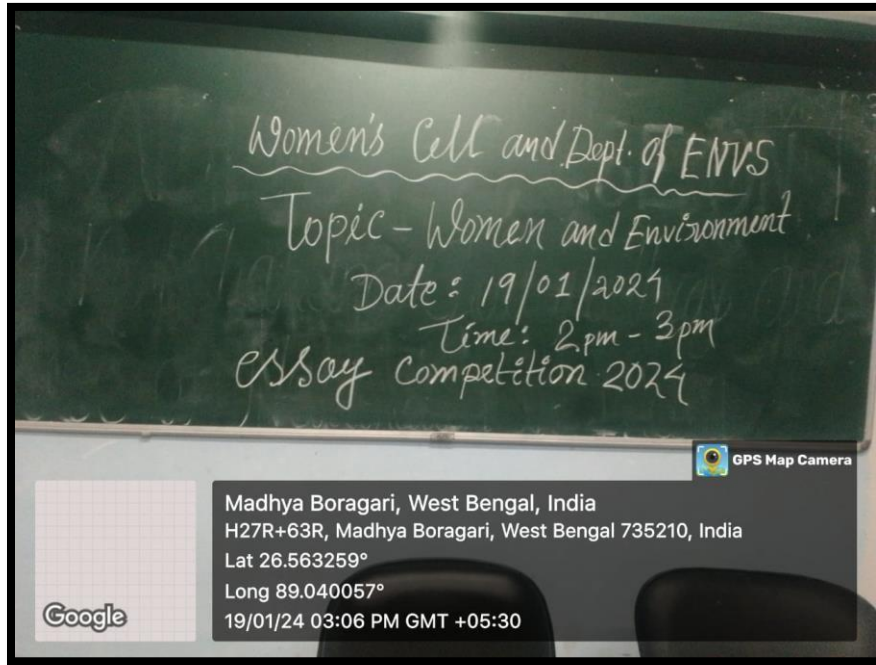 Women's Cell and Dept. of ENVS
Topic - Women and Environment
Date: 19/01/2024
Time: 2pm - 3pm
essay Competition 2024
GPS Map Camera
Madhya Boragari, West Bengal, India
H27R+63R, Madhya Boragari, West Bengal 735210, India
Lat 26.563259°
Long 89.040057°
19/01/24 03:06 PM GMT +05:30
Google